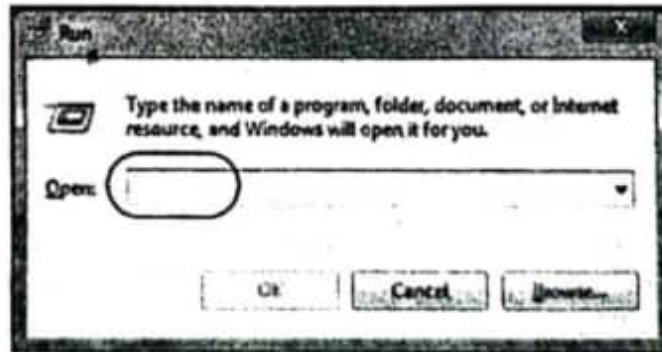 Run
Type the name of a program, folder, document, or Internet
resource, and Windows will open it for you.
Open:
OK
Cancel
Browse...